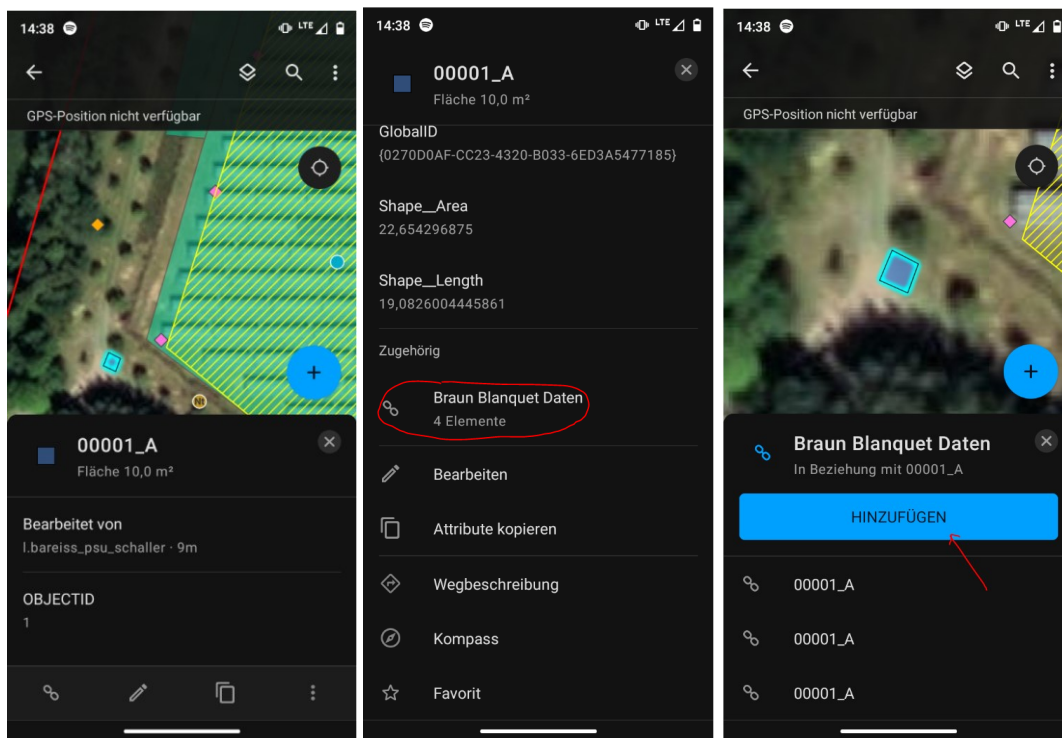 14:38
LTE
GPS-Position nicht verfügbar
Nt
00001_A
Fläche 10,0 m²
Bearbeitet von
l.bareiss_psu_schaller · 9m
OBJECTID
1
14:38
LTE
00001_A
Fläche 10,0 m²
GlobalID
{0270D0AF-CC23-4320-B033-6ED3A5477185}
Shape__Area
22,654296875
Shape__Length
19,0826004445861
Zugehörig
Braun Blanquet Daten
4 Elemente
Bearbeiten
Attribute kopieren
Wegbeschreibung
Kompass
Favorit
14:38
LTE
GPS-Position nicht verfügbar
Braun Blanquet Daten
In Beziehung mit 00001_A
HINZUFÜGEN
00001_A
00001_A
00001_A